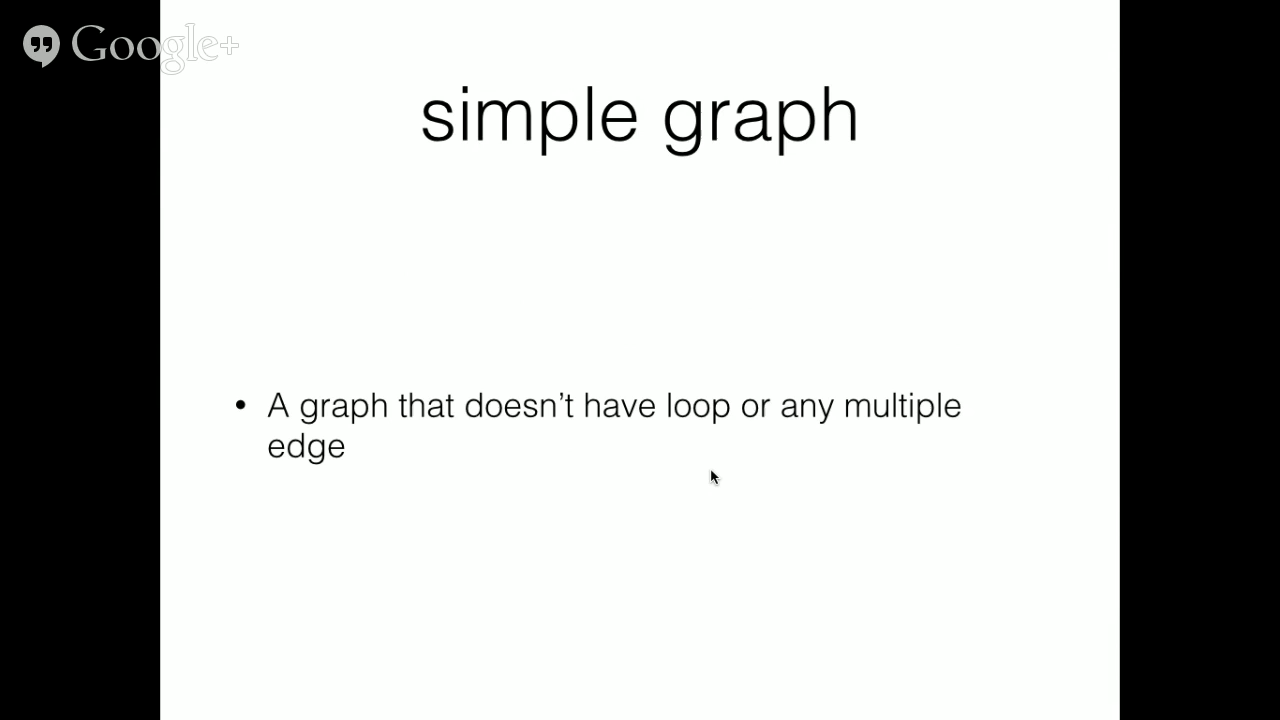 Google+
simple graph
• A graph that doesn’t have loop or any multiple
edge